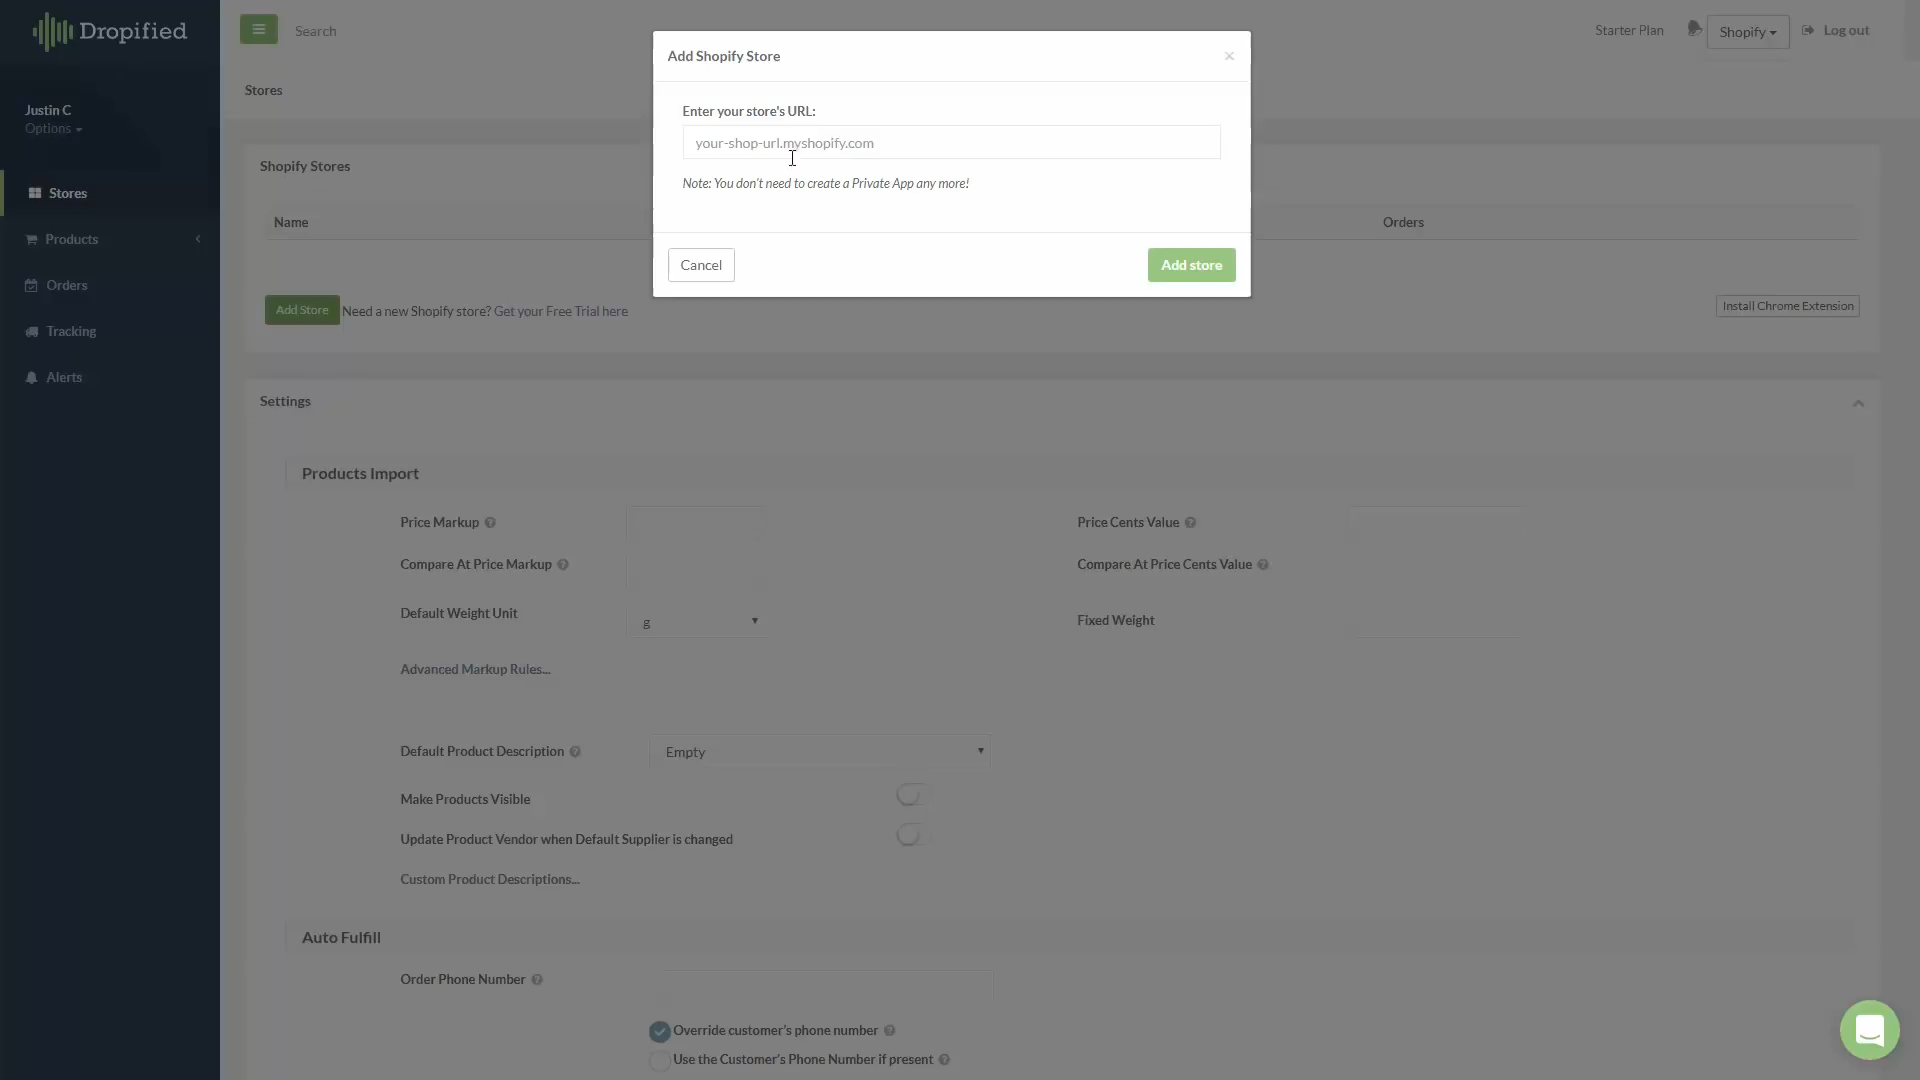 Dropified
Search
Starter Plan
Shopify
Log out
Stores
Justin C
Options
Stores
Products
Orders
Tracking
Alerts
Add Shopify Store
×
Enter your store's URL:
your-shop-url.myshopify.com
Note: You don't need to create a Private App any more!
Cancel
Add store
Shopify Stores
Name
Orders
Add Store Need a new Shopify store? Get your Free Trial here
Install Chrome Extension
Settings
Products Import
Price Markup ?
Price Cents Value ?
Compare At Price Markup ?
Compare At Price Cents Value ?
Default Weight Unit
g
Fixed Weight
Advanced Markup Rules...
Default Product Description ?
Empty
Make Products Visible
Update Product Vendor when Default Supplier is changed
Custom Product Descriptions...
Auto Fulfill
Order Phone Number ?
Override customer's phone number ?
Use the Customer's Phone Number if present ?